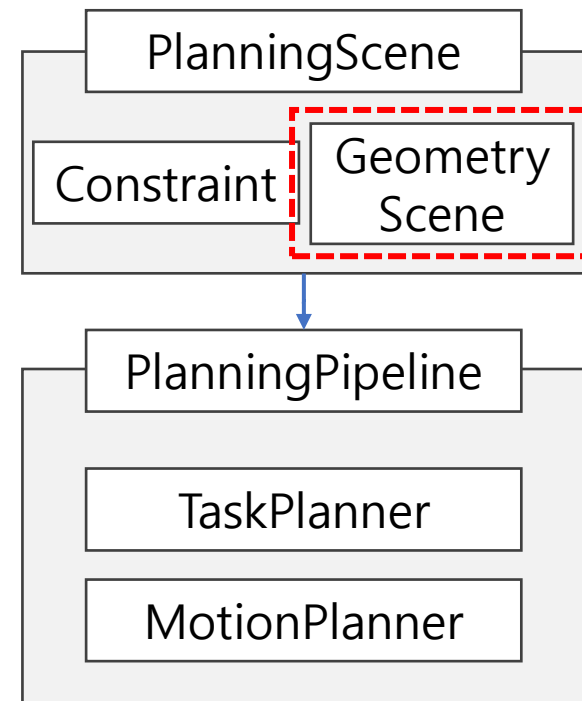 PlanningScene
Constraint
Geometry
Scene
PlanningPipeline
TaskPlanner
MotionPlanner